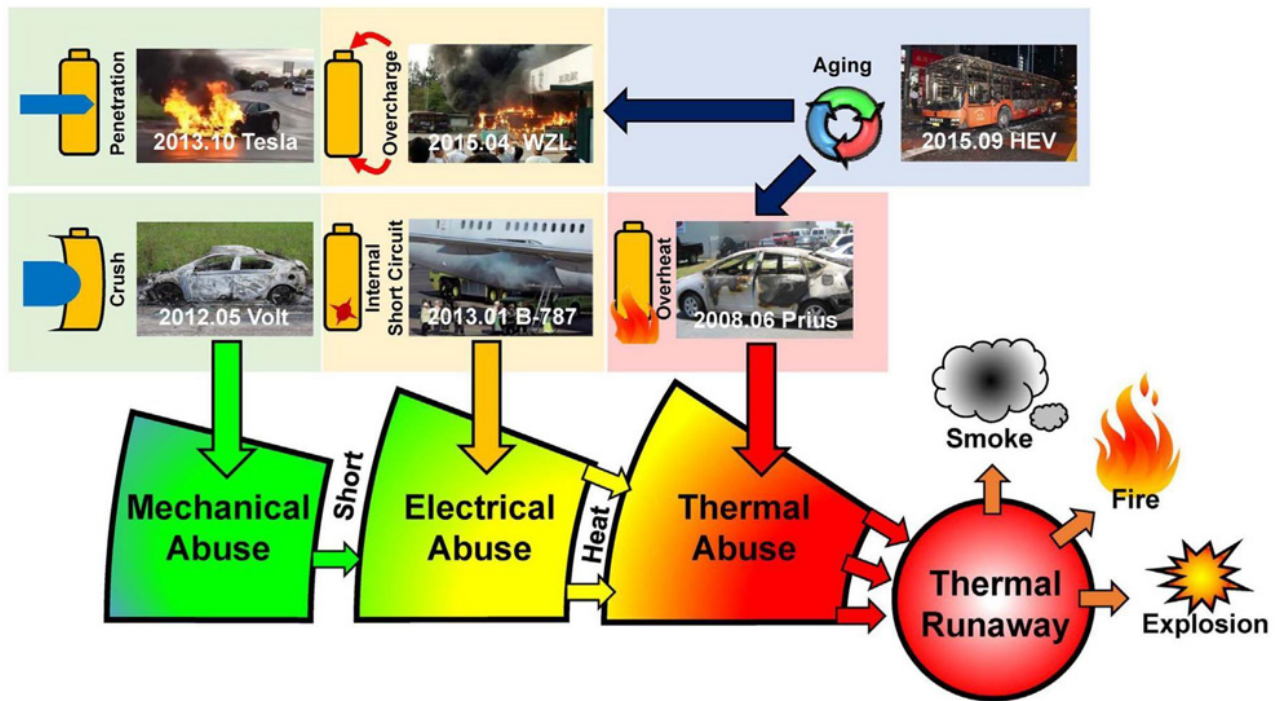 Penetration
2013.10 Tesla
Overcharge
2015.04. WZL
Aging
2015.09 HEV
Crush
2012.05 Volt
Internal
Short Circuit
2013.01 B-787
Overheat
2008.06 Prius
Mechanical
Abuse
Short
Electrical
Abuse
Heat
Thermal
Abuse
Thermal
Runaway
Smoke
Fire
Explosion